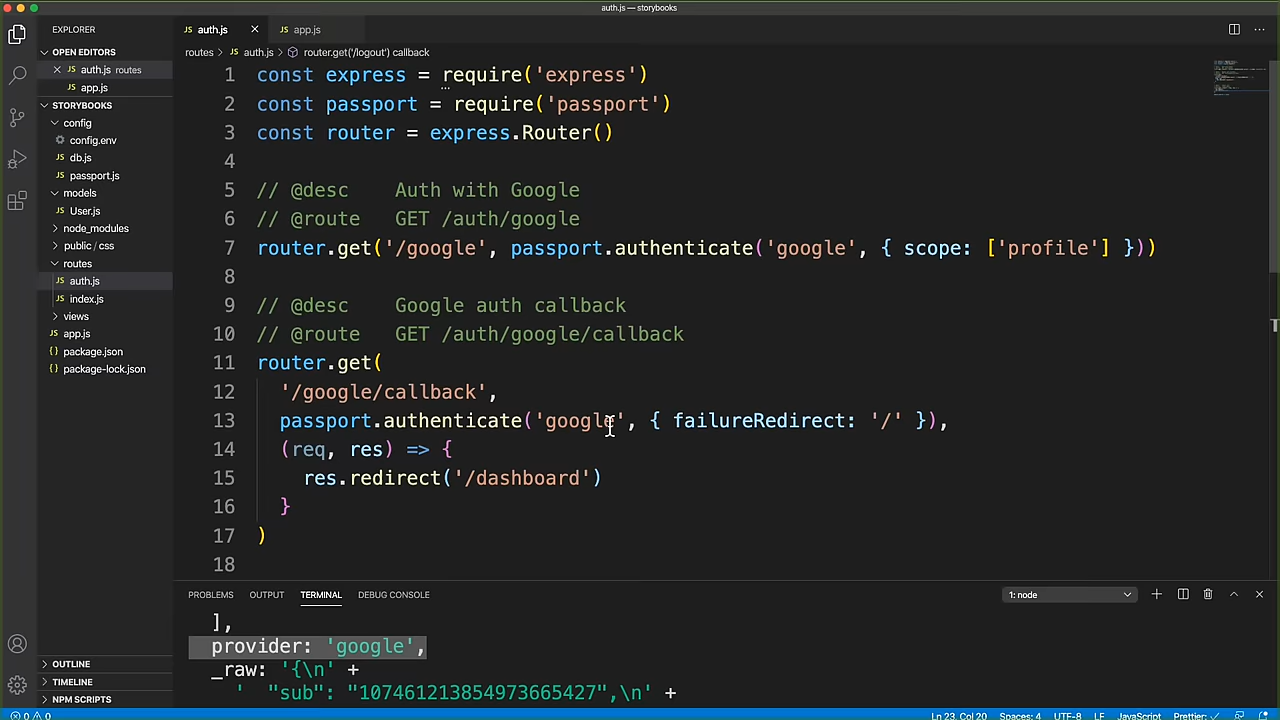 auth.js — storybooks
EXPLORER
auth.js
app.js
OPEN EDITORS
routes
auth.js
router.get('/logout') callback
auth.js routes
app.js
STORYBOOKS
config
config.env
db.js
passport.js
models
User.js
node_modules
public / css
routes
auth.js
index.js
views
app.js
package.json
package-lock.json
1 const express = require('express')
2 const passport = require('passport')
3 const router = express.Router()
4
5 // @desc    Auth with Google
6 // @route   GET /auth/google
7 router.get('/google', passport.authenticate('google', { scope: ['profile'] }))
8
9 // @desc    Google auth callback
10 // @route   GET /auth/google/callback
11 router.get(
12   '/google/callback',
13   passport.authenticate('google', { failureRedirect: '/' }),
14   (req, res) => {
15     res.redirect('/dashboard')
16   }
17 )
18
PROBLEMS
OUTPUT
TERMINAL
DEBUG CONSOLE
1: node
],
provider: 'google',
_raw: '{\n' +
'  "sub": "107461213854973665427",\n' +
OUTLINE
TIMELINE
NPM SCRIPTS
0 0
Ln 23, Col 20
Spaces: 4
UTF-8
LF
JavaScript
Prettier: ✓